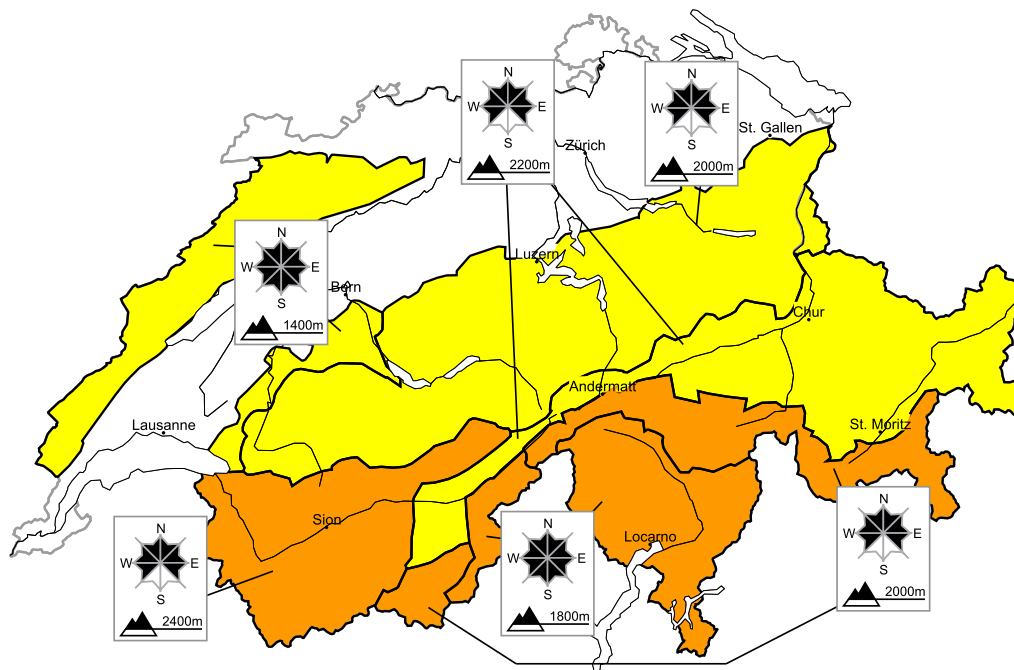 N
W E
S
2200m
N
W E
S
2000m
St. Gallen
Zürich
N
W E
S
1400m
Luzern
Bern
Chur
Andermatt
Lausanne
St. Moritz
Sion
Locarno
N
W E
S
2400m
N
W E
S
1800m
N
W E
S
2000m